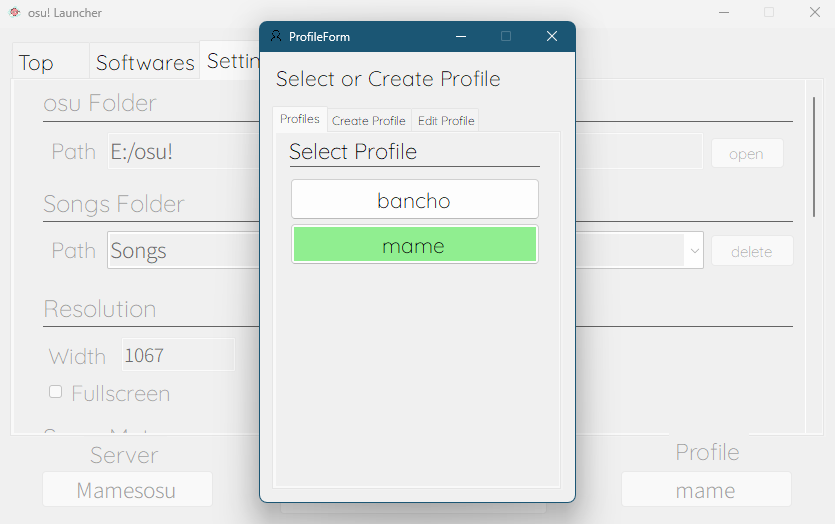 osu! Launcher
ProfileForm
Top
Softwares
Settin
Select or Create Profile
osu Folder
Profiles
Create Profile
Edit Profile
Path
E:/osu!
open
Select Profile
Songs Folder
bancho
Path
Songs
delete
mame
Resolution
Width
1067
Fullscreen
Server
Profile
Mamesosu
mame